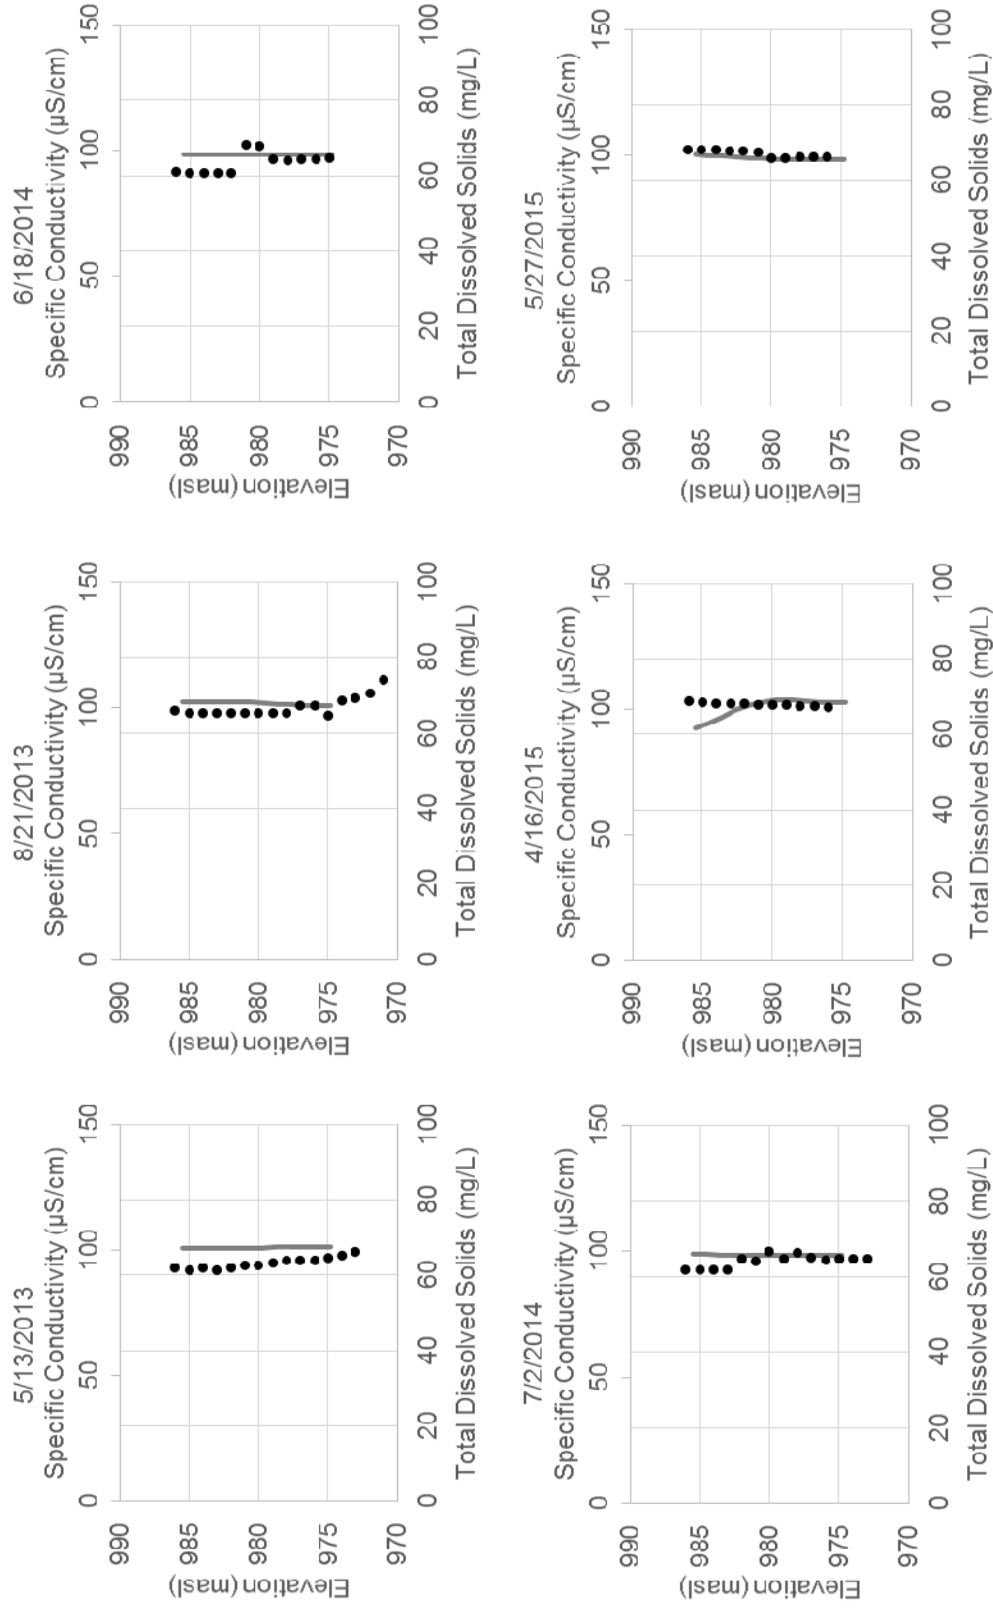 5/13/2013
Specific Conductivity (µS/cm)
0 50 100 150
990
985
980
975
970
Elevation (masl)
0 20 40 60 80 100
Total Dissolved Solids (mg/L)
8/21/2013
Specific Conductivity (µS/cm)
0 50 100 150
990
985
980
975
970
Elevation (masl)
0 20 40 60 80 100
Total Dissolved Solids (mg/L)
6/18/2014
Specific Conductivity (µS/cm)
0 50 100 150
990
985
980
975
970
Elevation (masl)
0 20 40 60 80 100
Total Dissolved Solids (mg/L)
7/2/2014
Specific Conductivity (µS/cm)
0 50 100 150
990
985
980
975
970
Elevation (masl)
0 20 40 60 80 100
Total Dissolved Solids (mg/L)
4/16/2015
Specific Conductivity (µS/cm)
0 50 100 150
990
985
980
975
970
Elevation (masl)
0 20 40 60 80 100
Total Dissolved Solids (mg/L)
5/27/2015
Specific Conductivity (µS/cm)
0 50 100 150
990
985
980
975
970
Elevation (masl)
0 20 40 60 80 100
Total Dissolved Solids (mg/L)